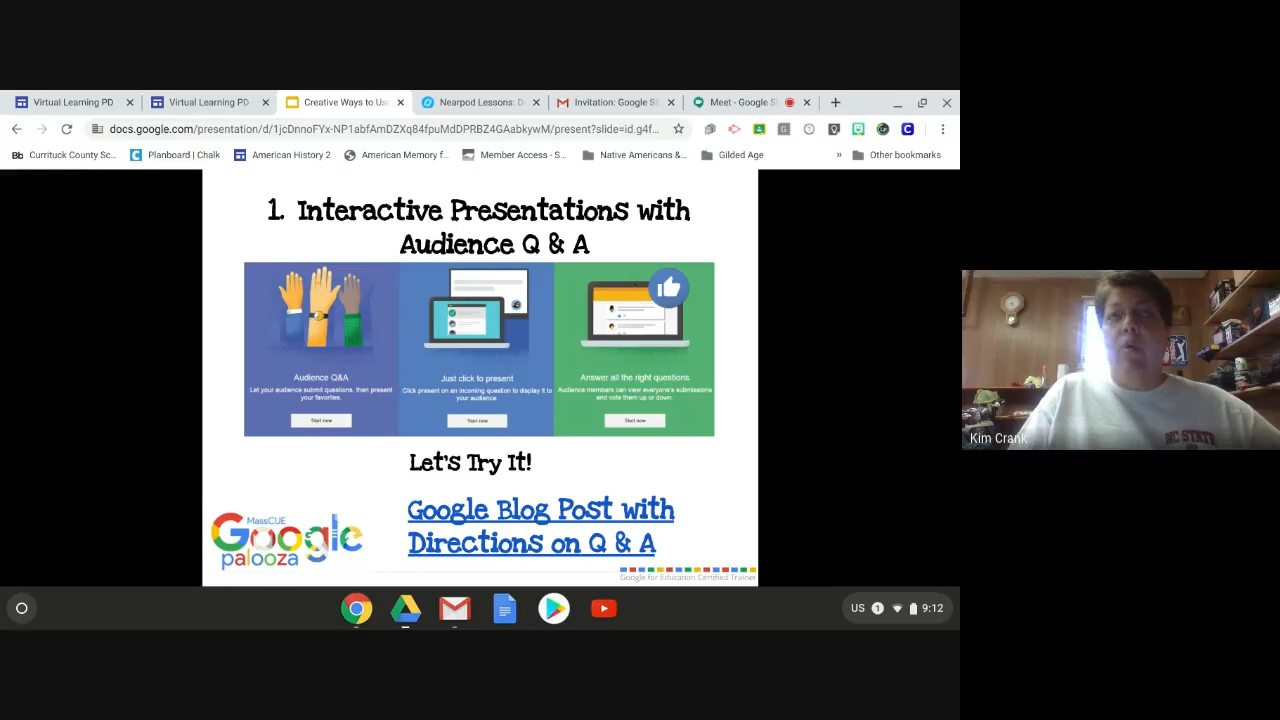 Virtual Learning PD
Virtual Learning PD
Creative Ways to Us
Nearpod Lessons: D
Invitation: Google Sl
Meet - Google S
docs.google.com/presentation/d/1jcDnnoFYx-NP1abfAmDZXq84fpuMdDPRBZ4GAabkywM/present?slide=id.g4f...
Bb Currituck County Sc...
Planboard | Chalk
American History 2
American Memory f...
Member Access - S...
Native Americans &...
Gilded Age
»
Other bookmarks
1. Interactive Presentations with
Audience Q & A
Audience Q&A
Let your audience submit questions, then present
your favorites.
Start now
Just click to present
Click present on an incoming question to display it to
your audience.
Start now
Answer all the right questions
Audience members can view everyone's submissions
and vote them up or down.
Start now
Let's Try It!
Google Blog Post with
Directions on Q & A
MassCUE
Google
palooza
Google for Education Certified Trainer
US 1 9:12
NC STATE
Kim Crank